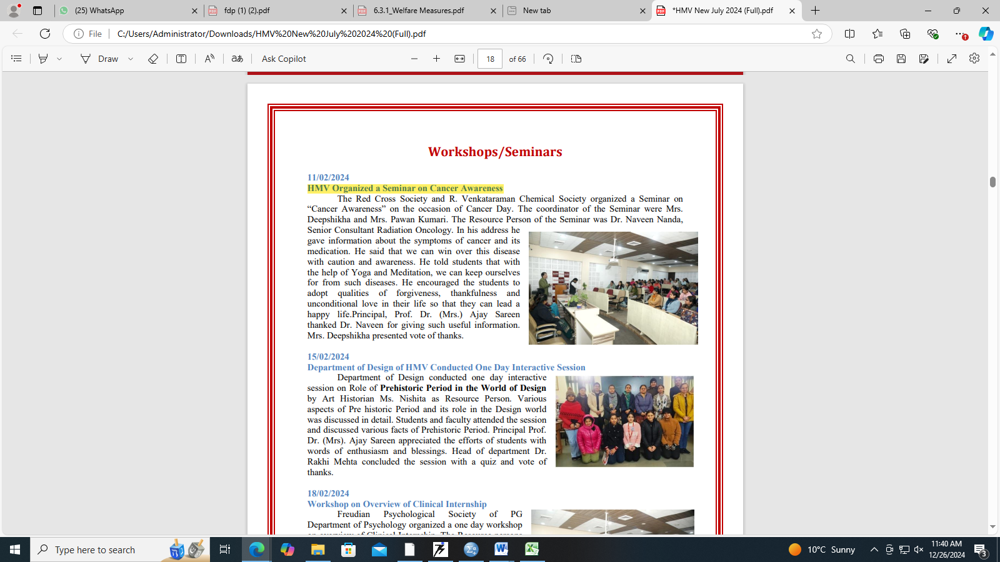 (25) WhatsApp
fdp (1) (2).pdf
6.3.1_Welfare Measures.pdf
New tab
*HMV New July 2024 (Full).pdf
File
C:/Users/Administrator/Downloads/HMV%20New%20July%202024%20(Full).pdf
Draw
aあ
Ask Copilot
18
of 66
Workshops/Seminars
11/02/2024
HMV Organized a Seminar on Cancer Awareness
The Red Cross Society and R. Venkataraman Chemical Society organized a Seminar on
“Cancer Awareness” on the occasion of Cancer Day. The coordinator of the Seminar were Mrs.
Deepshikha and Mrs. Pawan Kumari. The Resource Person of the Seminar was Dr. Naveen Nanda,
Senior Consultant Radiation Oncology. In his address he
gave information about the symptoms of cancer and its
medication. He said that we can win over this disease
with caution and awareness. He told students that with
the help of Yoga and Meditation, we can keep ourselves
for from such diseases. He encouraged the students to
adopt qualities of forgiveness, thankfulness and
unconditional love in their life so that they can lead a
happy life.Principal, Prof. Dr. (Mrs.) Ajay Sareen
thanked Dr. Naveen for giving such useful information.
Mrs. Deepshikha presented vote of thanks.
15/02/2024
Department of Design of HMV Conducted One Day Interactive Session
Department of Design conducted one day interactive
session on Role of Prehistoric Period in the World of Design
by Art Historian Ms. Nishita as Resource Person. Various
aspects of Pre historic Period and its role in the Design world
was discussed in detail. Students and faculty attended the session
and discussed various facts of Prehistoric Period. Principal Prof.
Dr. (Mrs). Ajay Sareen appreciated the efforts of students with
words of enthusiasm and blessings. Head of department Dr.
Rakhi Mehta concluded the session with a quiz and vote of
thanks.
18/02/2024
Workshop on Overview of Clinical Internship
Freudian Psychological Society of PG
Department of Psychology organized a one day workshop
on overview of Clinical Internship. The Resource persons
Type here to search
10°C Sunny
11:40 AM
12/26/2024
3